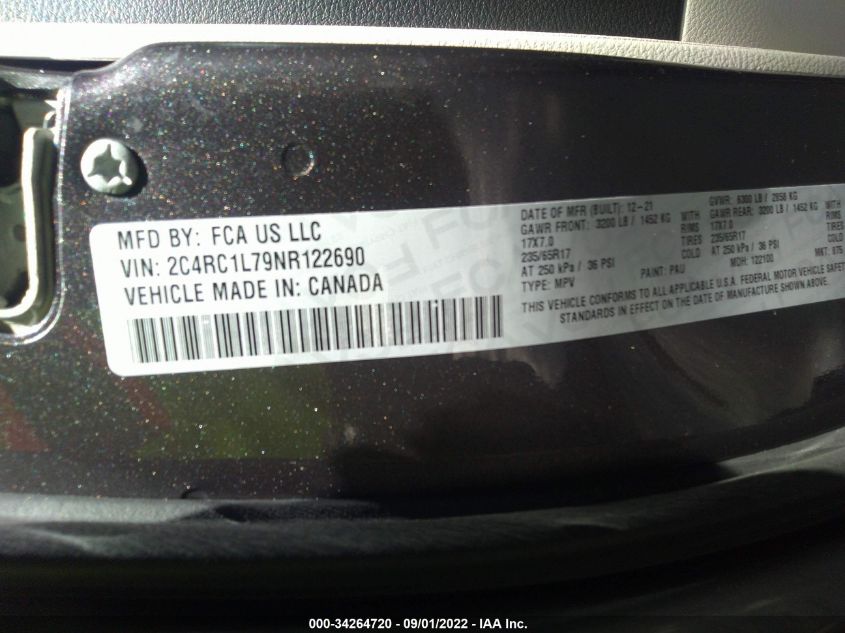 MFD BY: FCA US LLC
VIN: 2C4RC1L79NR122690
VEHICLE MADE IN: CANADA
DATE OF MFR (BUILT): 12-21
GVWR: 6300 LB / 2858 KG
GAWR FRONT: 3200 LB / 1452 KG WITH
GAWR REAR: 3200 LB / 1452 KG WITH
17X7.0 RIMS
17X7.0 RIMS
235/65R17 TIRES
235/65R17 TIRES
AT 250 kPa / 36 PSI COLD
AT 250 kPa / 36 PSI COLD
TYPE: MPV PAINT: PAU MDH: 122100
THIS VEHICLE CONFORMS TO ALL APPLICABLE U.S.A. FEDERAL MOTOR VEHICLE SAFET
STANDARDS IN EFFECT ON THE DATE OF MANUFACTURE SHOWN ABOVE.
000-34264720 - 09/01/2022 - IAA Inc.